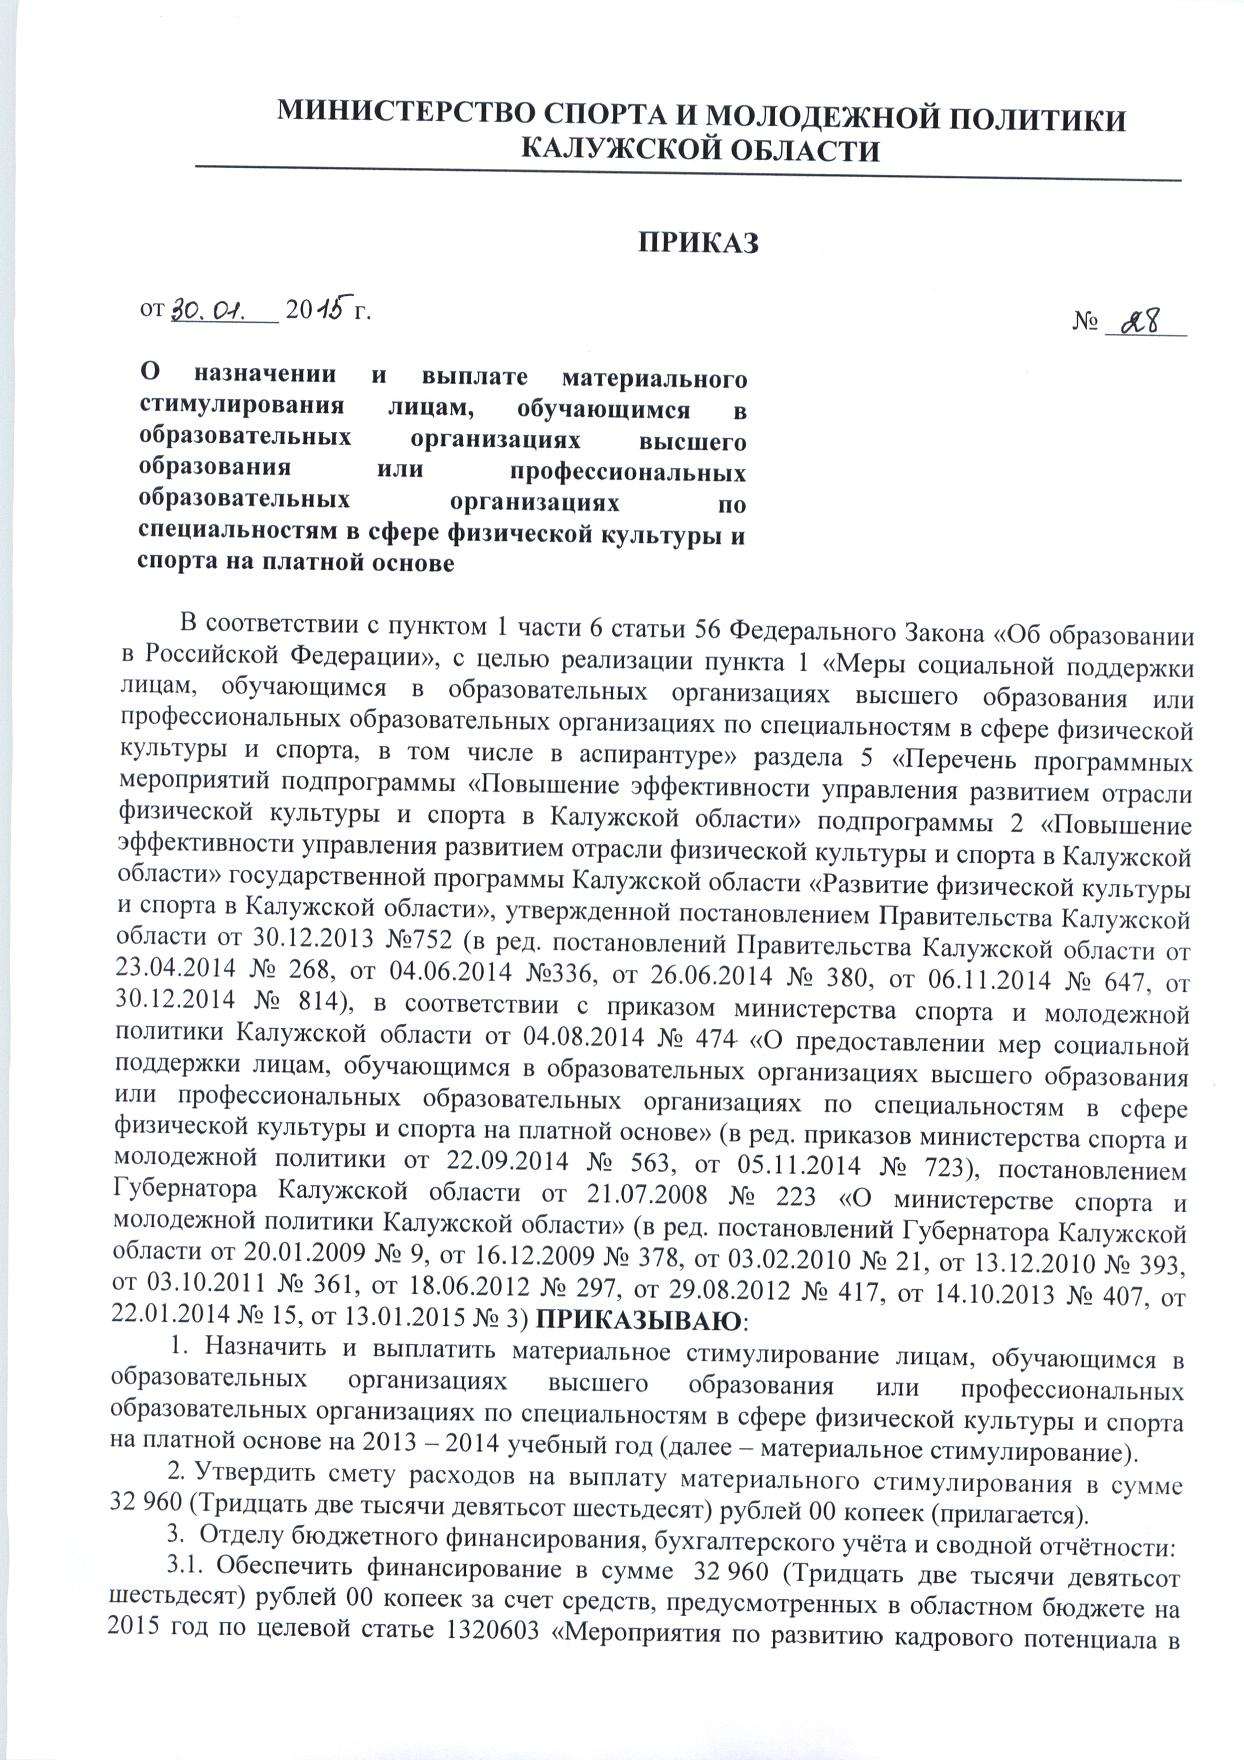 МИНИСТЕРСТВО СПОРТА И МОЛОДЕЖНОЙ ПОЛИТИКИ
КАЛУЖСКОЙ ОБЛАСТИ
ПРИКАЗ
от 30.01. 2015 г.
№ 28
О назначении и выплате материального
стимулирования лицам, обучающимся в
образовательных организациях высшего
образования или профессиональных
образовательных организациях по
специальностям в сфере физической культуры и
спорта на платной основе
В соответствии с пунктом 1 части 6 статьи 56 Федерального Закона «Об образовании
в Российской Федерации», с целью реализации пункта 1 «Меры социальной поддержки
лицам, обучающимся в образовательных организациях высшего образования или
профессиональных образовательных организациях по специальностям в сфере физической
культуры и спорта, в том числе в аспирантуре» раздела 5 «Перечень программных
мероприятий подпрограммы «Повышение эффективности управления развитием отрасли
физической культуры и спорта в Калужской области» подпрограммы 2 «Повышение
эффективности управления развитием отрасли физической культуры и спорта в Калужской
области» государственной программы Калужской области «Развитие физической культуры
и спорта в Калужской области», утвержденной постановлением Правительства Калужской
области от 30.12.2013 №752 (в ред. постановлений Правительства Калужской области от
23.04.2014 № 268, от 04.06.2014 №336, от 26.06.2014 № 380, от 06.11.2014 № 647, от
30.12.2014 № 814), в соответствии с приказом министерства спорта и молодежной
политики Калужской области от 04.08.2014 № 474 «О предоставлении мер социальной
поддержки лицам, обучающимся в образовательных организациях высшего образования
или профессиональных образовательных организациях по специальностям в сфере
физической культуры и спорта на платной основе» (в ред. приказов министерства спорта и
молодежной политики от 22.09.2014 № 563, от 05.11.2014 № 723), постановлением
Губернатора Калужской области от 21.07.2008 № 223 «О министерстве спорта и
молодежной политики Калужской области» (в ред. постановлений Губернатора Калужской
области от 20.01.2009 № 9, от 16.12.2009 № 378, от 03.02.2010 № 21, от 13.12.2010 № 393,
от 03.10.2011 № 361, от 18.06.2012 № 297, от 29.08.2012 № 417, от 14.10.2013 № 407, от
22.01.2014 № 15, от 13.01.2015 № 3) ПРИКАЗЫВАЮ:
1. Назначить и выплатить материальное стимулирование лицам, обучающимся в
образовательных организациях высшего образования или профессиональных
образовательных организациях по специальностям в сфере физической культуры и спорта
на платной основе на 2013 – 2014 учебный год (далее – материальное стимулирование).
2. Утвердить смету расходов на выплату материального стимулирования в сумме
32 960 (Тридцать две тысячи девятьсот шестьдесят) рублей 00 копеек (прилагается).
3. Отделу бюджетного финансирования, бухгалтерского учёта и сводной отчётности:
3.1. Обеспечить финансирование в сумме 32 960 (Тридцать две тысячи девятьсот
шестьдесят) рублей 00 копеек за счет средств, предусмотренных в областном бюджете на
2015 год по целевой статье 1320603 «Мероприятия по развитию кадрового потенциала в